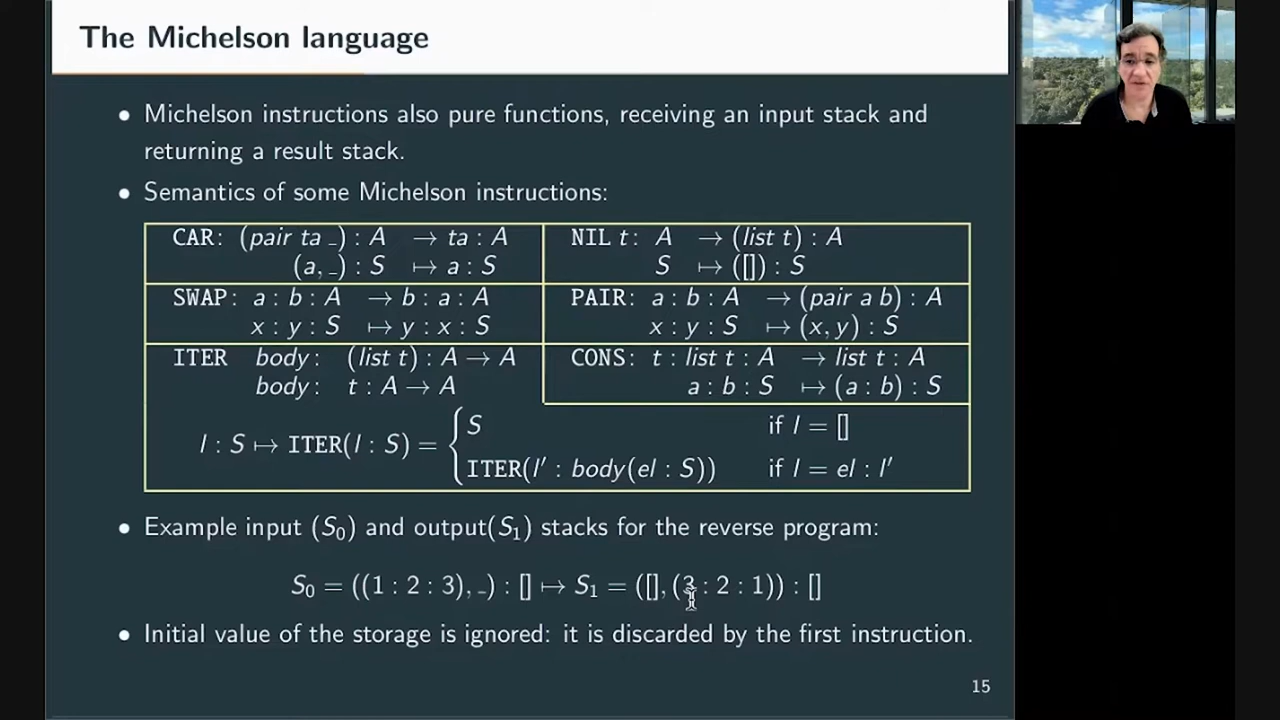 The Michelson language
• Michelson instructions also pure functions, receiving an input stack and
returning a result stack.
• Semantics of some Michelson instructions:
CAR: (pair ta _) : A → ta : A
(a, _) : S ↦ a : S
NIL t: A → (list t) : A
S ↦ ([]) : S
SWAP: a : b : A → b : a : A
x : y : S ↦ y : x : S
PAIR: a : b : A → (pair a b) : A
x : y : S ↦ (x, y) : S
ITER body: (list t) : A → A
body: t : A → A
CONS: t : list t : A → list t : A
a : b : S ↦ (a : b) : S
l : S ↦ ITER(l : S) = { S if l = []
ITER(l′ : body(el : S)) if l = el : l′
• Example input (S₀) and output(S₁) stacks for the reverse program:
S₀ = ((1 : 2 : 3), _) : [] ↦ S₁ = ([], (3 : 2 : 1)) : []
• Initial value of the storage is ignored: it is discarded by the first instruction.
15